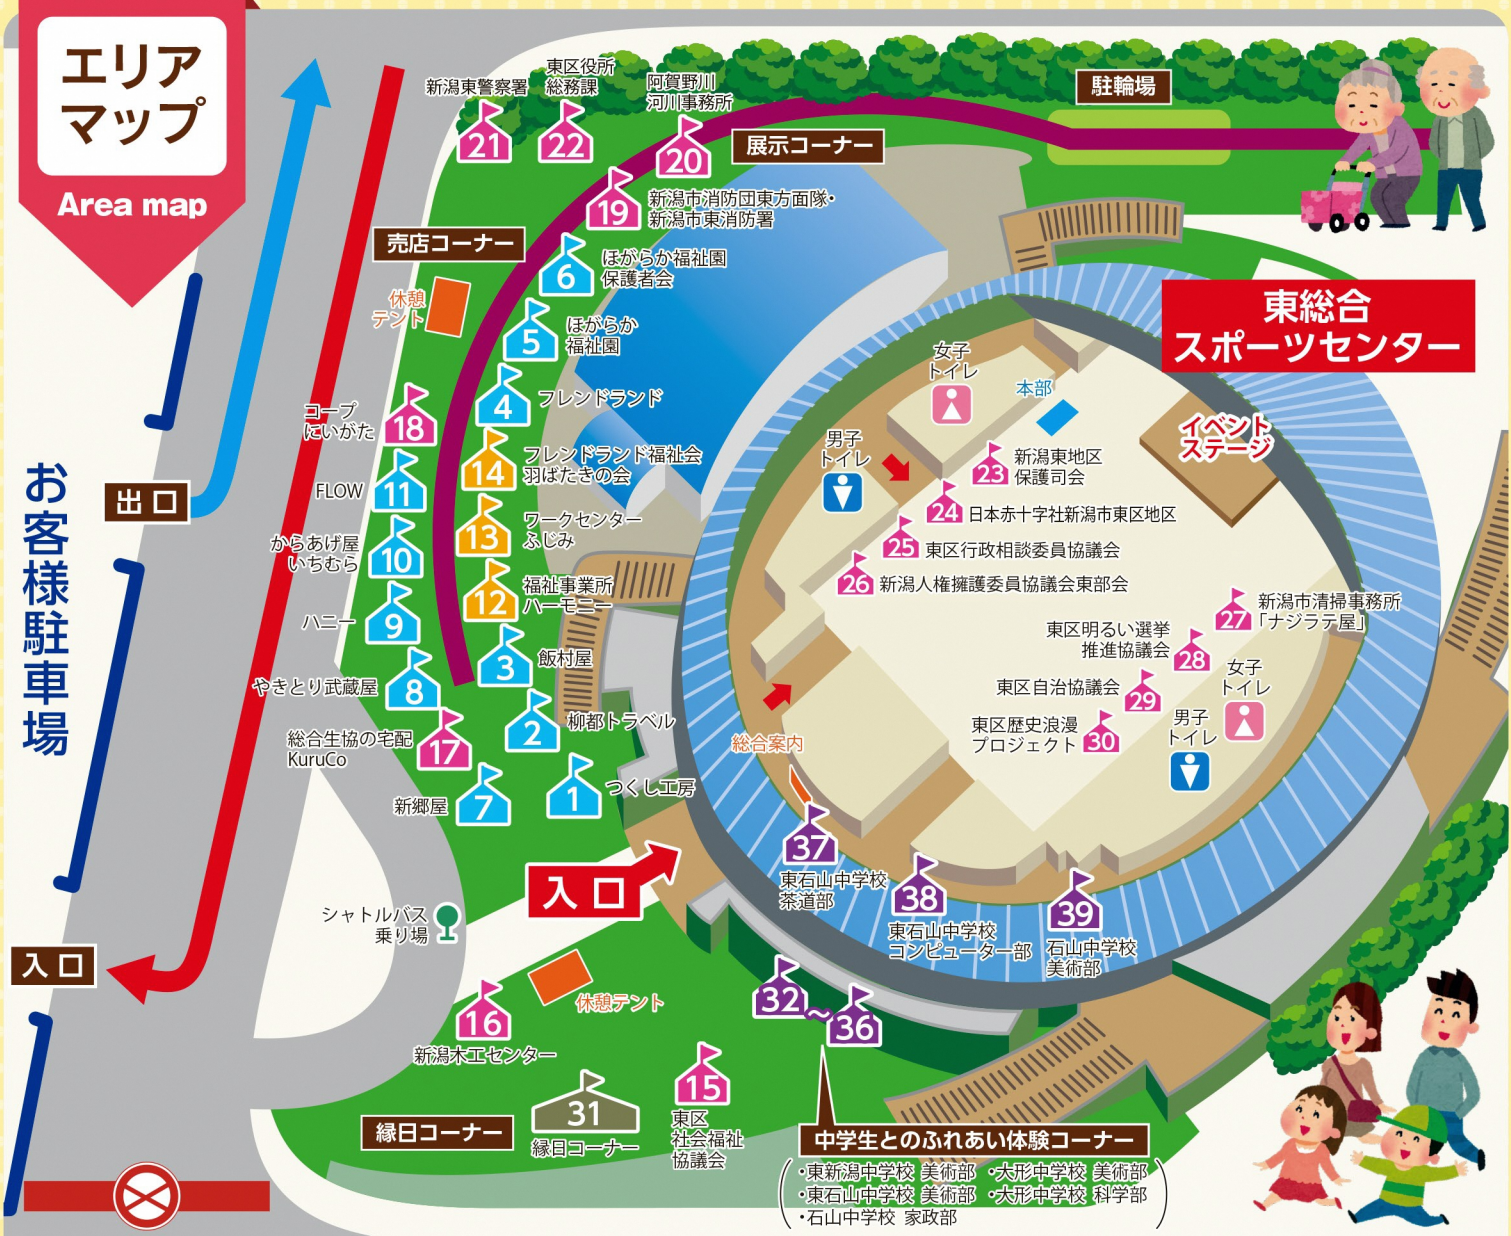 エリア
マップ
Area map
新潟東警察署
21
東区役所
総務課
22
阿賀野川
河川事務所
20
展示コーナー
駐輪場
19
新潟市消防団東方面隊・
新潟市東消防署
売店コーナー
休憩
テント
6
ほがらか福祉園
保護者会
5
ほがらか
福祉園
4
フレンドランド
コープ
にいがた
18
14
フレンドランド福祉会
羽ばたきの会
FLOW
11
13
ワークセンター
ふじみ
からあげ屋
いちむら
10
12
福祉事業所
ハーモニー
ハニー
9
3
飯村屋
やきとり武蔵屋
8
2
柳都トラベル
総合生協の宅配
KuruCo
17
新郷屋
7
1
つくし工房
お客様駐車場
出口
入口
入口
シャトルバス
乗り場
休憩テント
16
新潟木工センター
縁日コーナー
31
縁日コーナー
15
東区
社会福祉
協議会
東総合
スポーツセンター
女子
トイレ
本部
イベント
ステージ
男子
トイレ
23
新潟東地区
保護司会
24
日本赤十字社新潟市東区地区
25
東区行政相談委員協議会
26
新潟人権擁護委員協議会東部会
27
新潟市清掃事務所
「ナジラテ屋」
東区明るい選挙
推進協議会
28
東区自治協議会
29
東区歴史浪漫
プロジェクト
30
女子
トイレ
男子
トイレ
総合案内
37
東石山中学校
茶道部
38
東石山中学校
コンピューター部
39
石山中学校
美術部
32～36
中学生とのふれあい体験コーナー
・東新潟中学校 美術部 ・大形中学校 美術部
・東石山中学校 美術部 ・大形中学校 科学部
・石山中学校 家政部